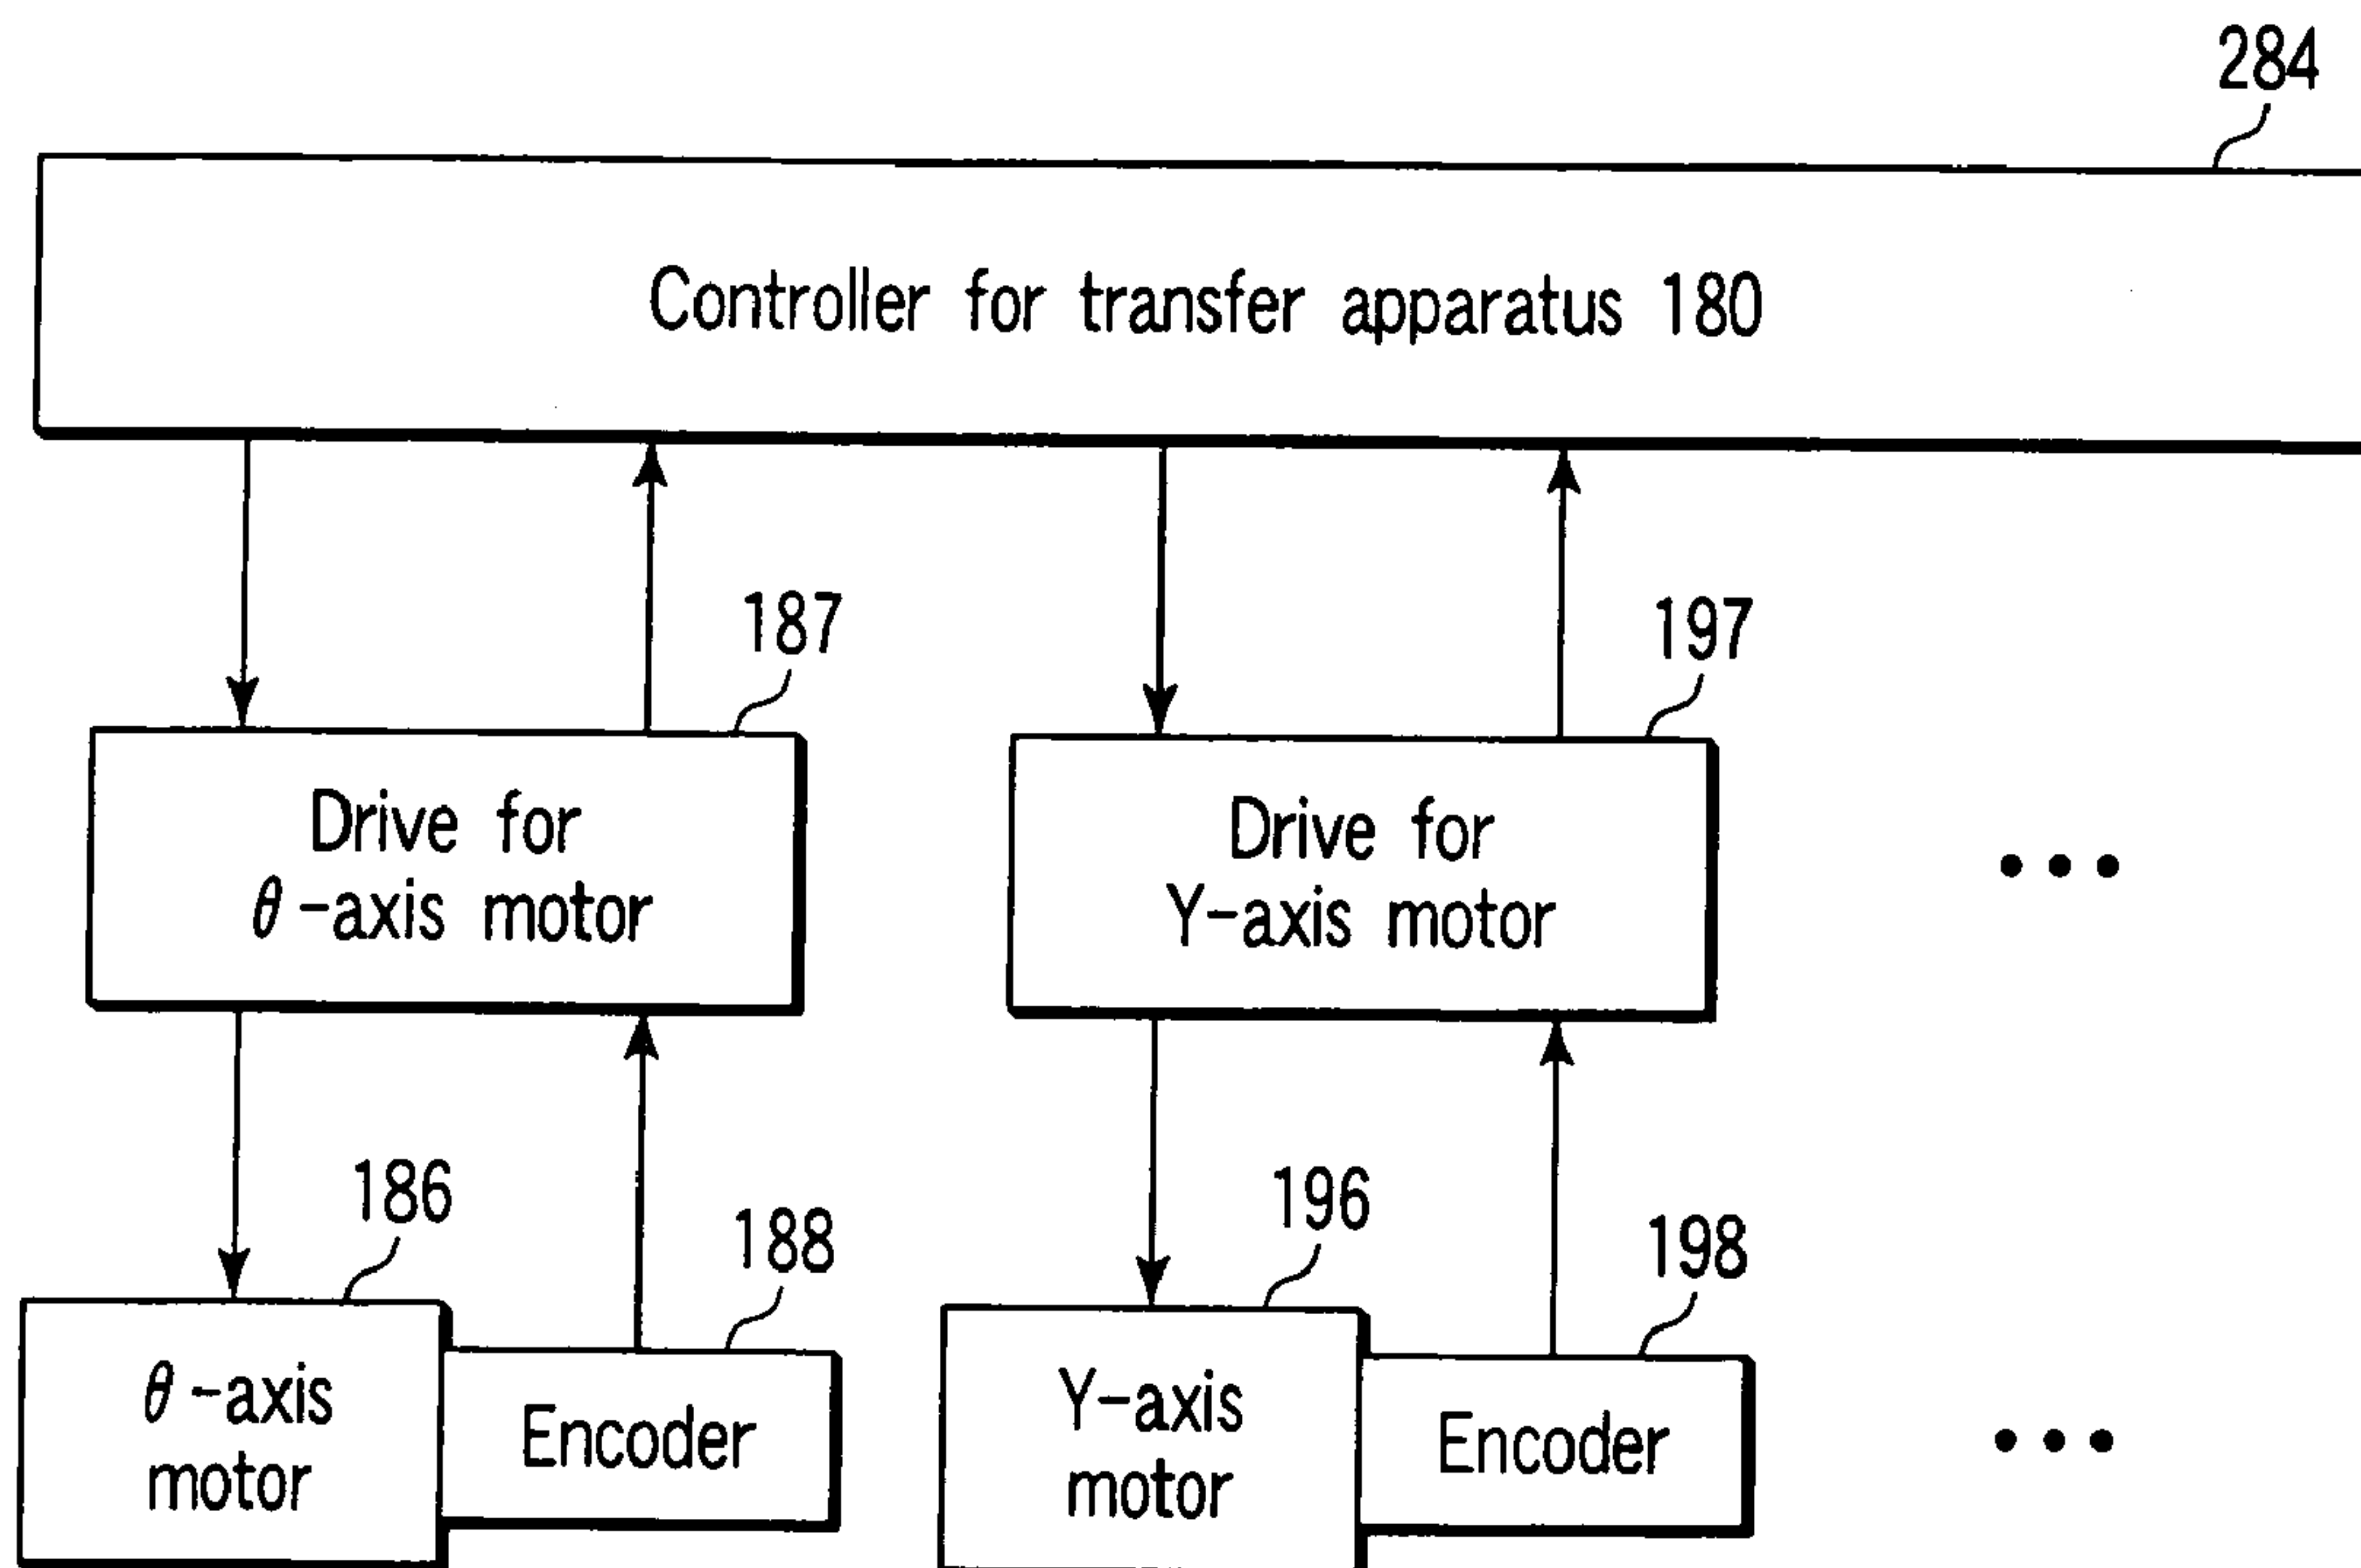 284
Controller for transfer apparatus 180
187
197
Drive for
θ-axis motor
Drive for
Y-axis motor
186
188
196
198
θ-axis
motor
Encoder
Y-axis
motor
Encoder